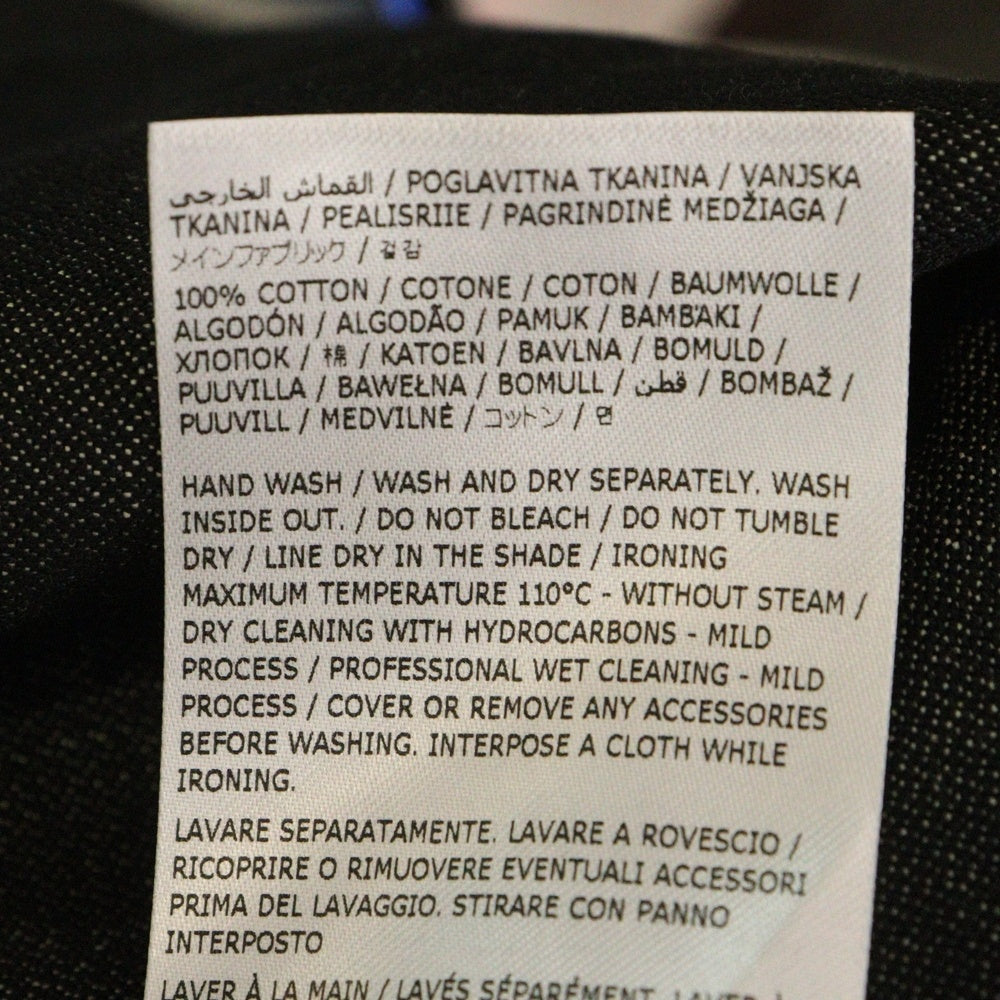 القماش الخارجي / POGLAVITNA TKANINA / VANJSKA
TKANINA / PEALISRIIE / PAGRINDINĖ MEDŽIAGA /
メインファブリック / 겉감
100% COTTON / COTONE / COTON / BAUMWOLLE /
ALGODÓN / ALGODÃO / PAMUK / BAMBAKI /
ХЛОПОК / 棉 / KATOEN / BAVLNA / BOMULD /
PUUVILLA / BAWEŁNA / BOMULL / قطن / BOMBAŽ /
PUUVILL / MEDVILNĖ / コットン / 면
HAND WASH / WASH AND DRY SEPARATELY. WASH
INSIDE OUT. / DO NOT BLEACH / DO NOT TUMBLE
DRY / LINE DRY IN THE SHADE / IRONING
MAXIMUM TEMPERATURE 110°C - WITHOUT STEAM /
DRY CLEANING WITH HYDROCARBONS - MILD
PROCESS / PROFESSIONAL WET CLEANING - MILD
PROCESS / COVER OR REMOVE ANY ACCESSORIES
BEFORE WASHING. INTERPOSE A CLOTH WHILE
IRONING.
LAVARE SEPARATAMENTE. LAVARE A ROVESCIO /
RICOPRIRE O RIMUOVERE EVENTUALI ACCESSORI
PRIMA DEL LAVAGGIO. STIRARE CON PANNO
INTERPOSTO
LAVER À LA MAIN / LAVÉS SÉPARÉMENT. LAVER À